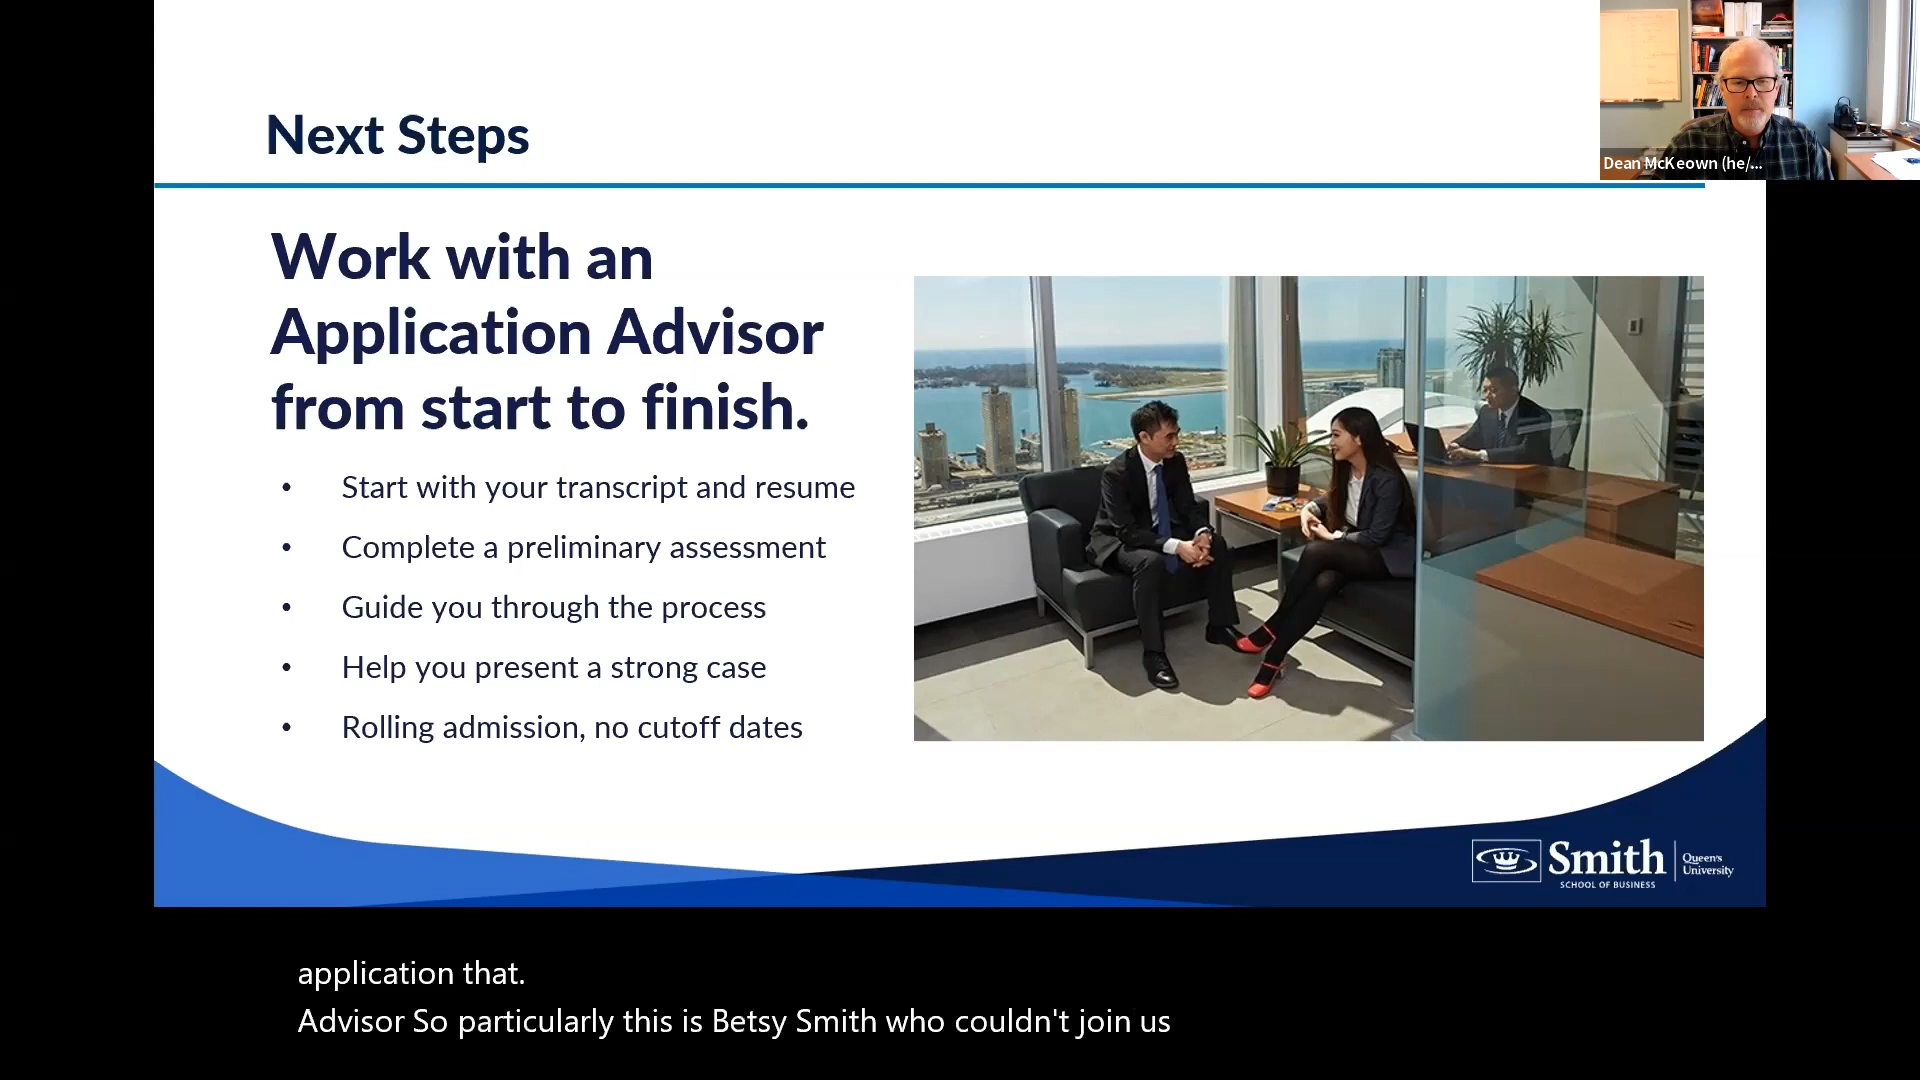 Next Steps
Dean McKeown (he/...
Work with an
Application Advisor
from start to finish.
• Start with your transcript and resume
• Complete a preliminary assessment
• Guide you through the process
• Help you present a strong case
• Rolling admission, no cutoff dates
Smith
SCHOOL OF BUSINESS
Queen's
University
application that.
Advisor So particularly this is Betsy Smith who couldn't join us